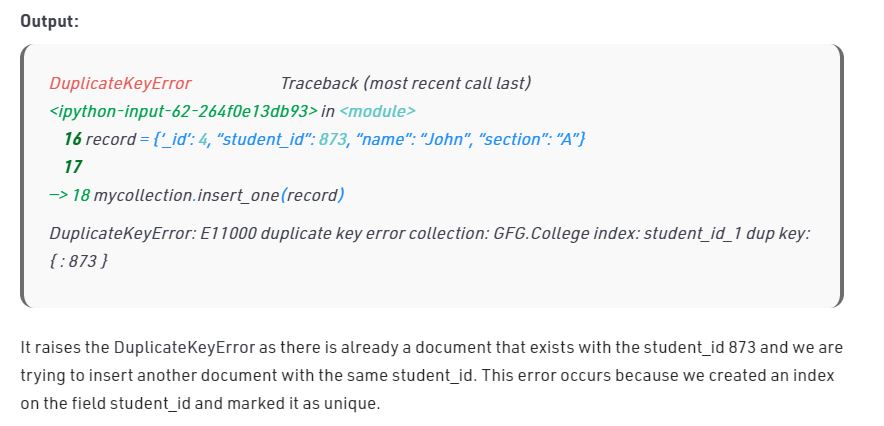 Output:
DuplicateKeyError Traceback (most recent call last)
<ipython-input-62-264f0e13db93> in <module>
16 record = {‘_id’: 4, “student_id”: 873, “name”: “John”, “section”: “A”}
17
—> 18 mycollection.insert_one(record)
DuplicateKeyError: E11000 duplicate key error collection: GFG.College index: student_id_1 dup key:
{ : 873 }
It raises the DuplicateKeyError as there is already a document that exists with the student_id 873 and we are
trying to insert another document with the same student_id. This error occurs because we created an index
on the field student_id and marked it as unique.